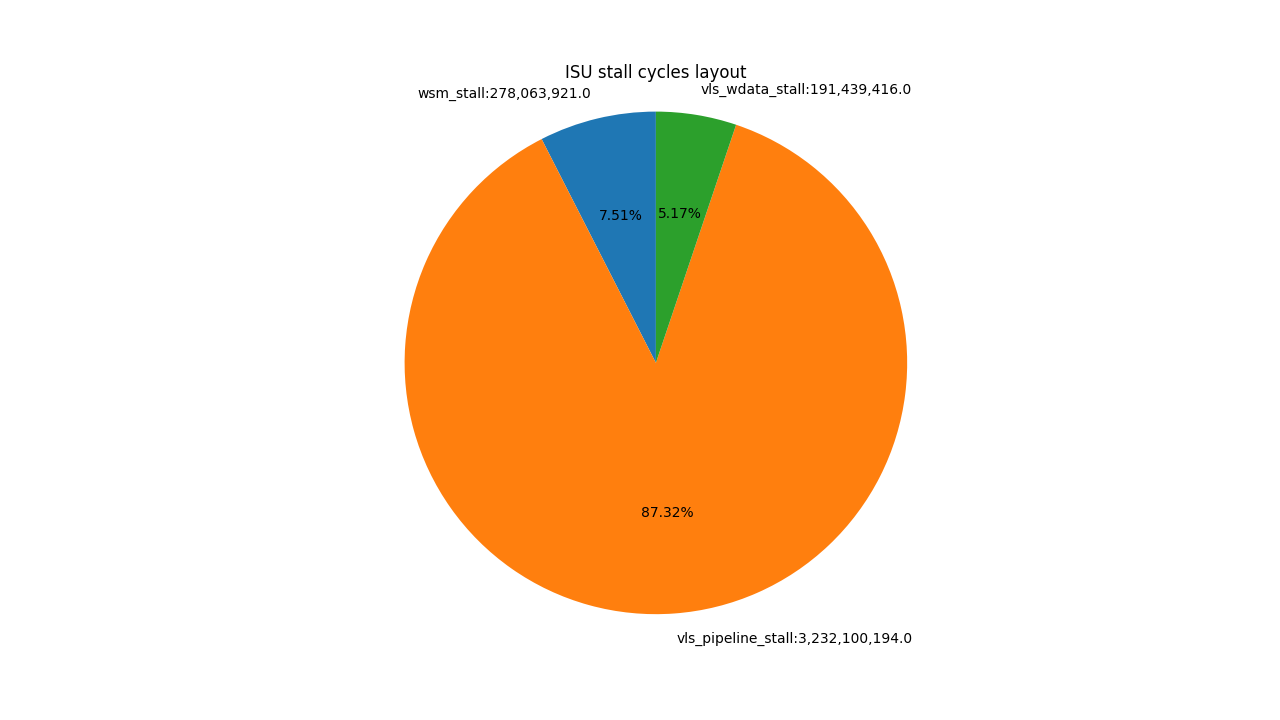 ISU stall cycles layout
wsm_stall:278,063,921.0
vls_wdata_stall:191,439,416.0
7.51%
5.17%
87.32%
vls_pipeline_stall:3,232,100,194.0